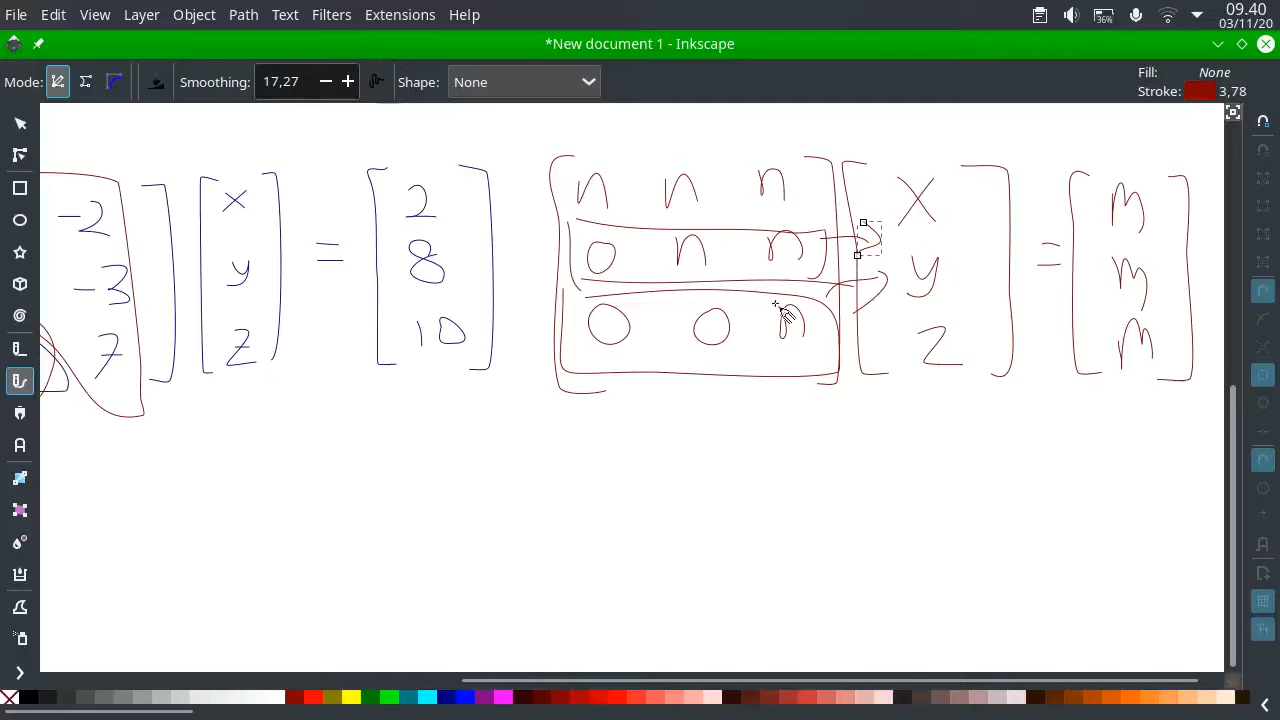 File Edit View Layer Object Path Text Filters Extensions Help
36%
09.40
03/11/20
*New document 1 - Inkscape
Mode: Smoothing: 17,27 Shape: None
Fill: None
Stroke: 3,78
-2 x = 2 n n n x = m
-3 y 8 0 n n y m
7 z 10 0 0 n z m